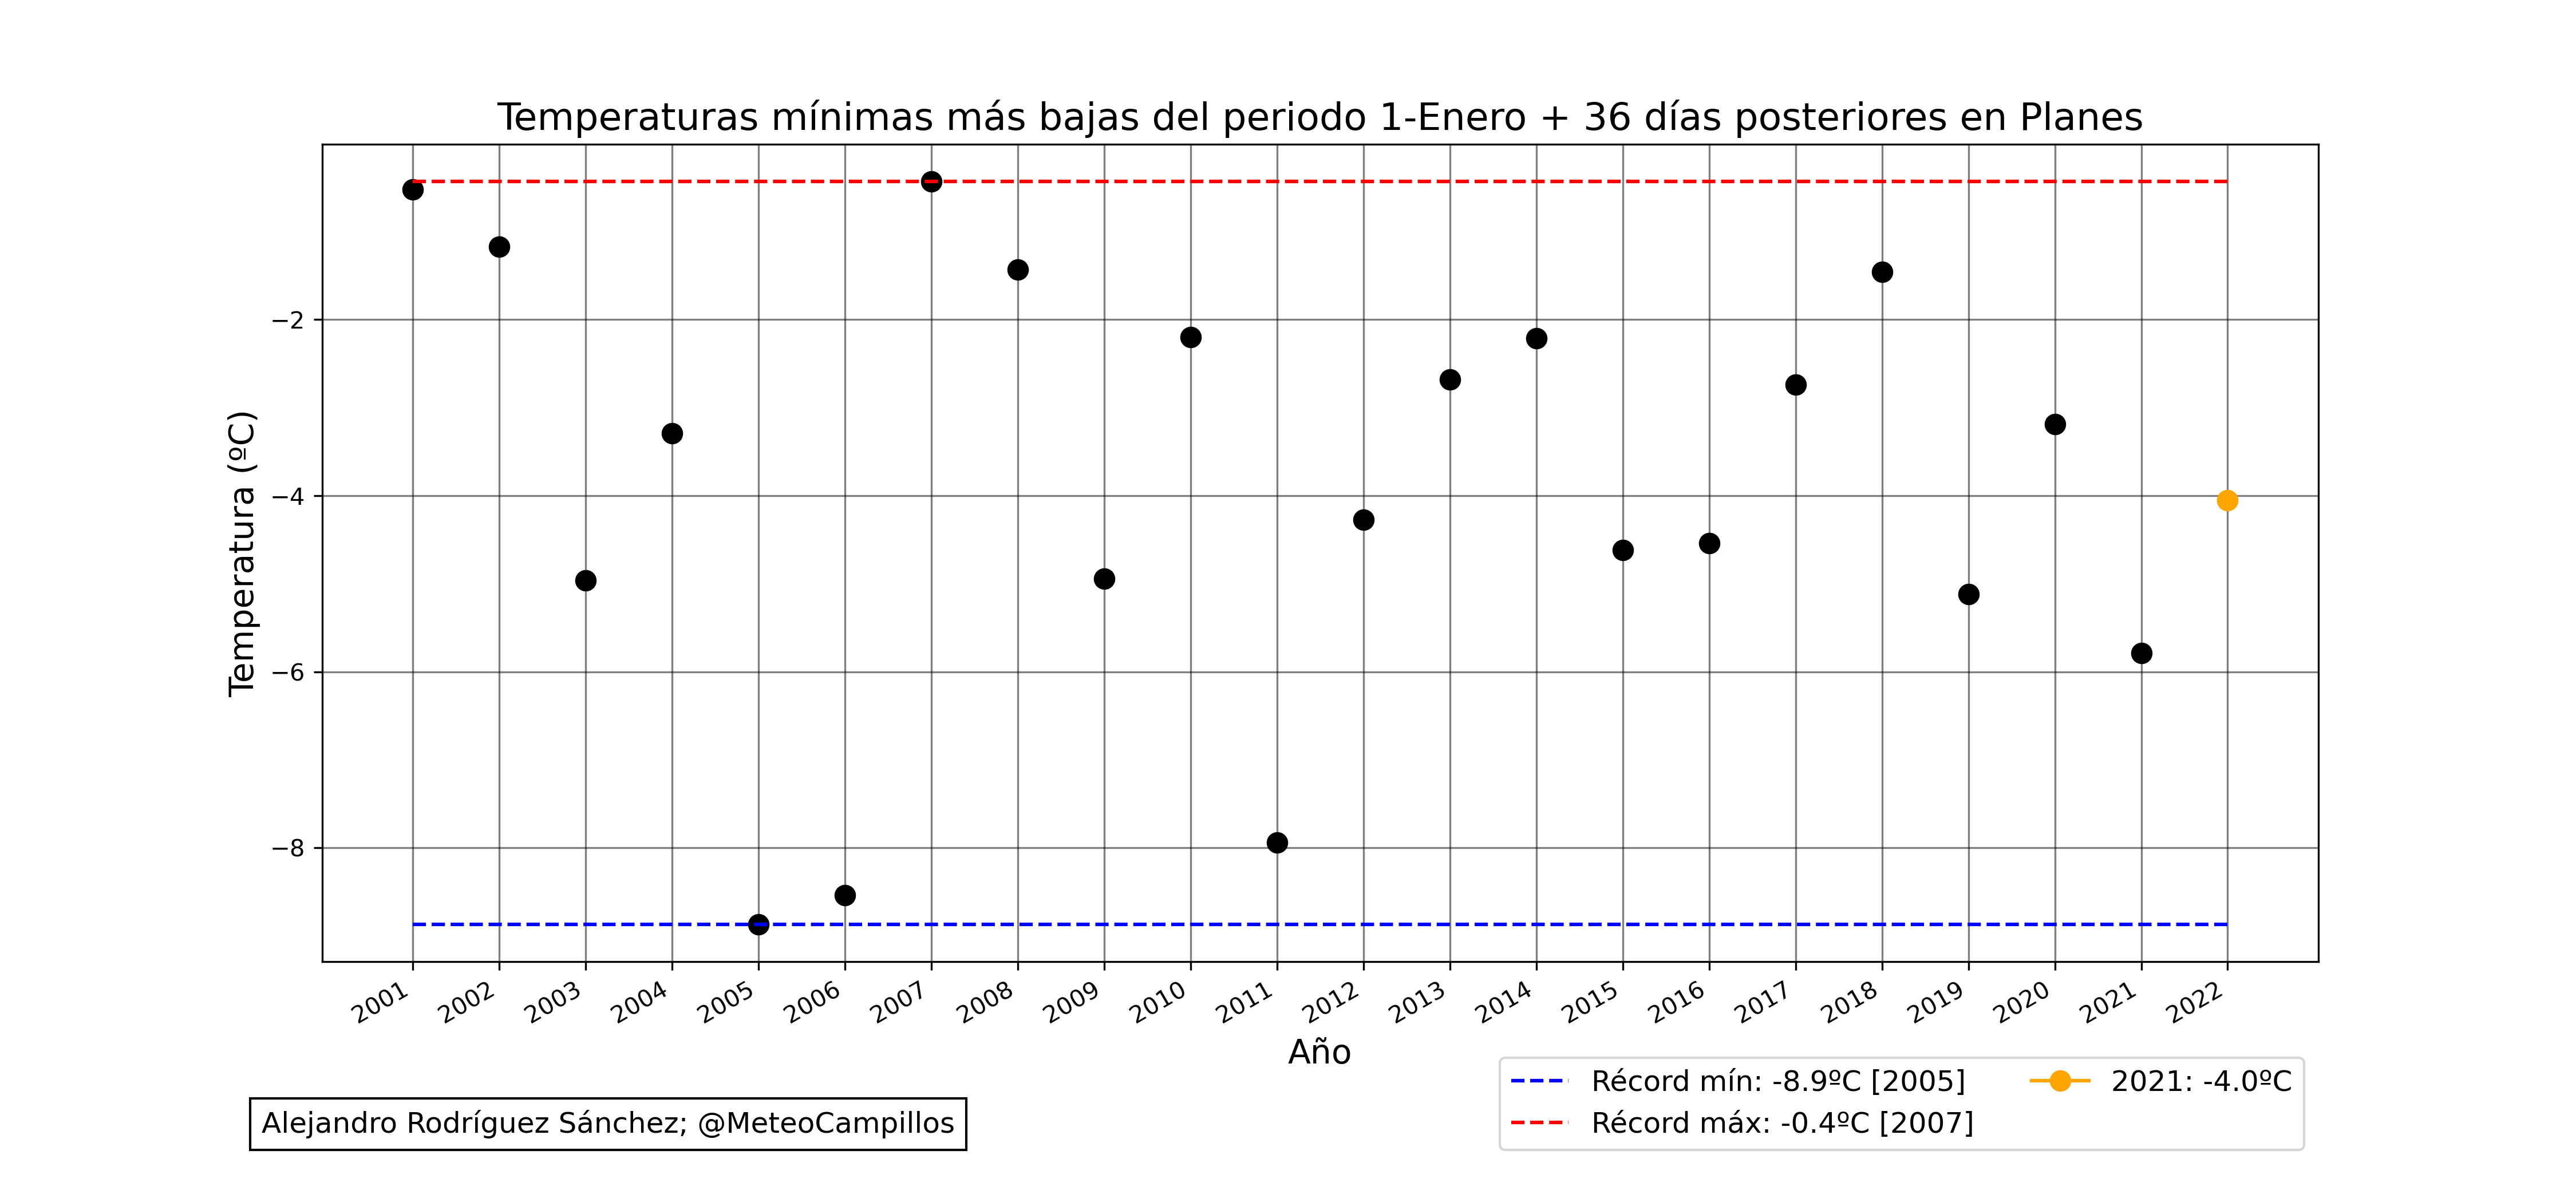 Temperaturas mínimas más bajas del periodo 1-Enero + 36 días posteriores en Planes
Temperatura (ºC)
−2
−4
−6
−8
2001 2002 2003 2004 2005 2006 2007 2008 2009 2010 2011 2012 2013 2014 2015 2016 2017 2018 2019 2020 2021 2022
Año
Récord mín: -8.9ºC [2005]
Récord máx: -0.4ºC [2007]
2021: -4.0ºC
Alejandro Rodríguez Sánchez; @MeteoCampillos